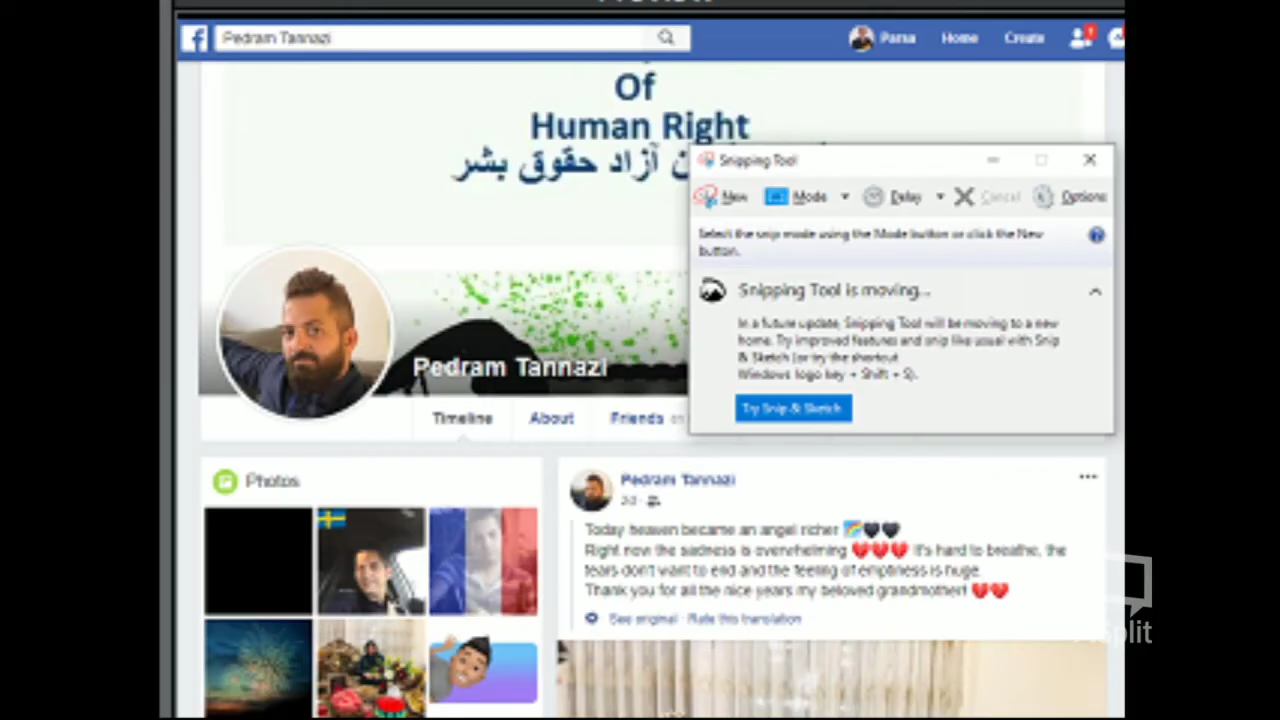 Pedram Tannazi
Parsa
Home
Create
Of
Human Right
آزاد حقوق بشر
Snipping Tool
New
Mode
Delay
Cancel
Options
Select the snip mode using the Mode button or click the New
button.
Snipping Tool is moving...
In a future update, Snipping Tool will be moving to a new
home. Try improved features and snip like usual with Snip
& Sketch (or try the shortcut
Windows logo key + Shift + S).
Try Snip & Sketch
Pedram Tannazi
Timeline
About
Friends
Photos
Pedram Tannazi
Today heaven became an angel richer 🌈🖤🖤
Right now the sadness is overwhelming 💔💔💔 It's hard to breathe, the
tears don't want to end and the feeling of emptiness is huge.
Thank you for all the nice years my beloved grandmother! 💔💔
See original · Rate this translation